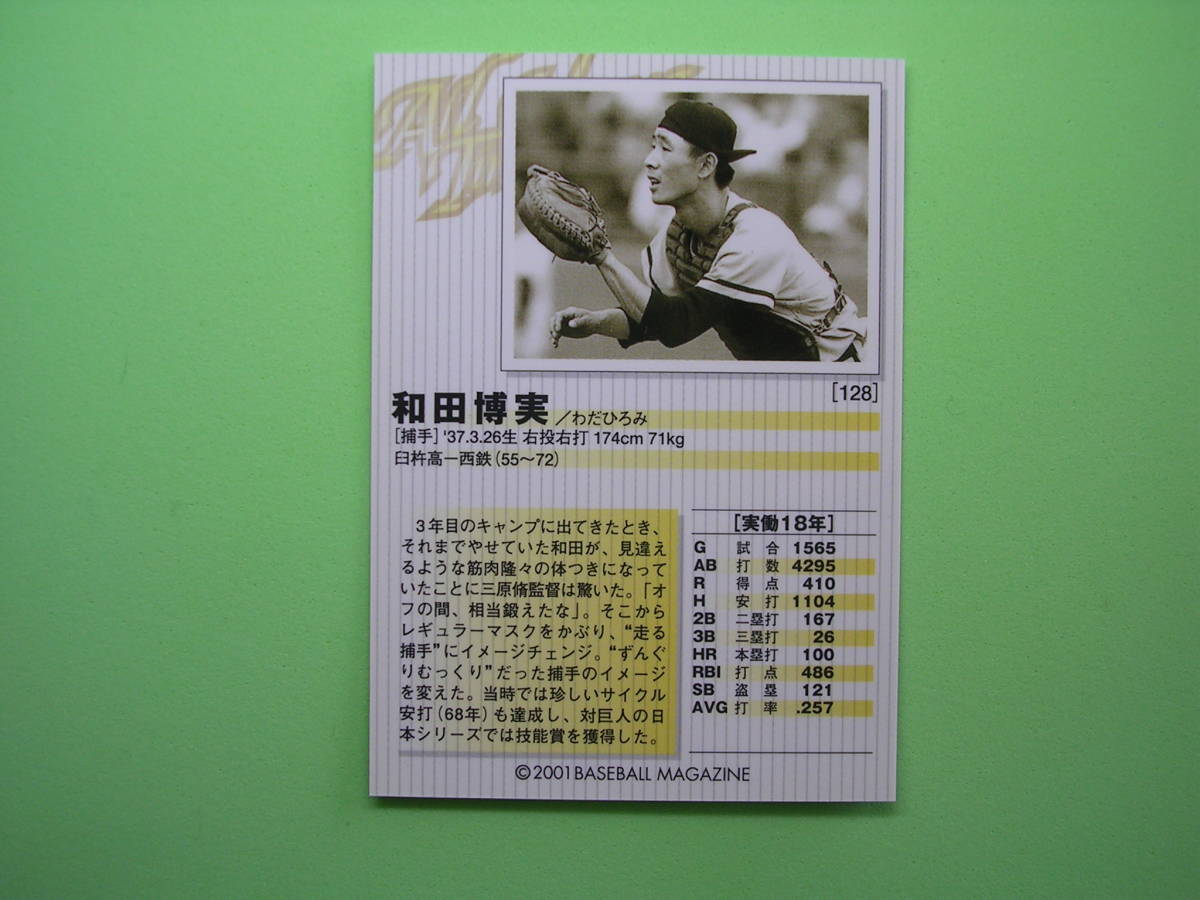 [128]
和田博実／わだひろみ
[捕手] '37.3.26生 右投右打 174cm 71kg
臼杵高ー西鉄(55〜72)
3年目のキャンプに出てきたとき、
それまでやせていた和田が、見違え
るような筋肉隆々の体つきになって
いたことに三原脩監督は驚いた。「オ
フの間、相当鍛えたな」。そこから
レギュラーマスクをかぶり、“走る
捕手”にイメージチェンジ。“ずんぐ
りむっくり”だった捕手のイメージ
を変えた。当時では珍しいサイクル
安打(68年)も達成し、対巨人の日
本シリーズでは技能賞を獲得した。
[実働18年]
G 試合 1565
AB 打数 4295
R 得点 410
H 安打 1104
2B 二塁打 167
3B 三塁打 26
HR 本塁打 100
RBI 打点 486
SB 盗塁 121
AVG 打率 .257
©2001 BASEBALL MAGAZINE